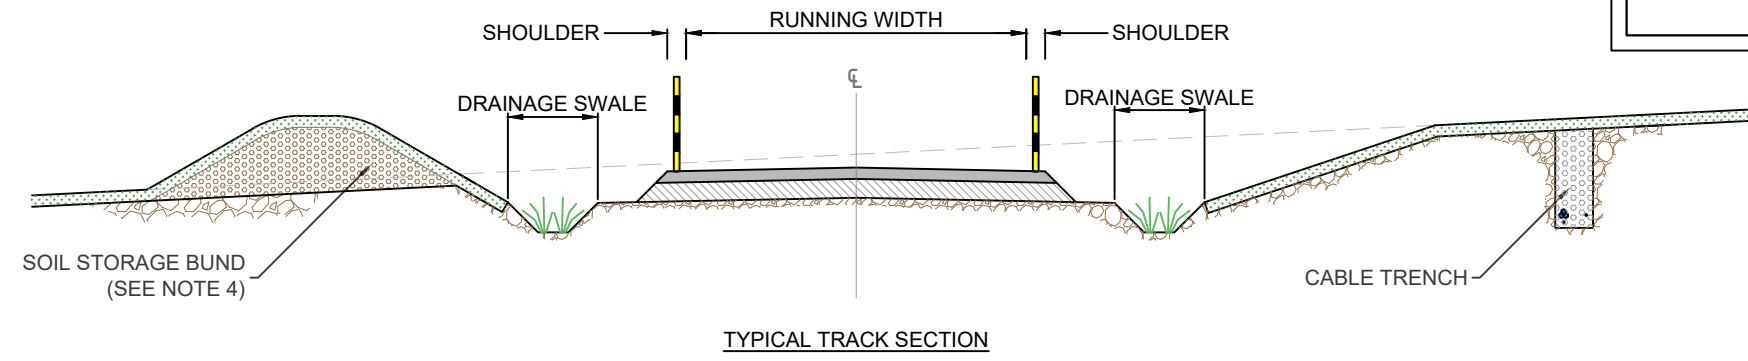 RUNNING WIDTH
SHOULDER
SHOULDER
℄
DRAINAGE SWALE
DRAINAGE SWALE
SOIL STORAGE BUND
(SEE NOTE 4)
CABLE TRENCH
TYPICAL TRACK SECTION